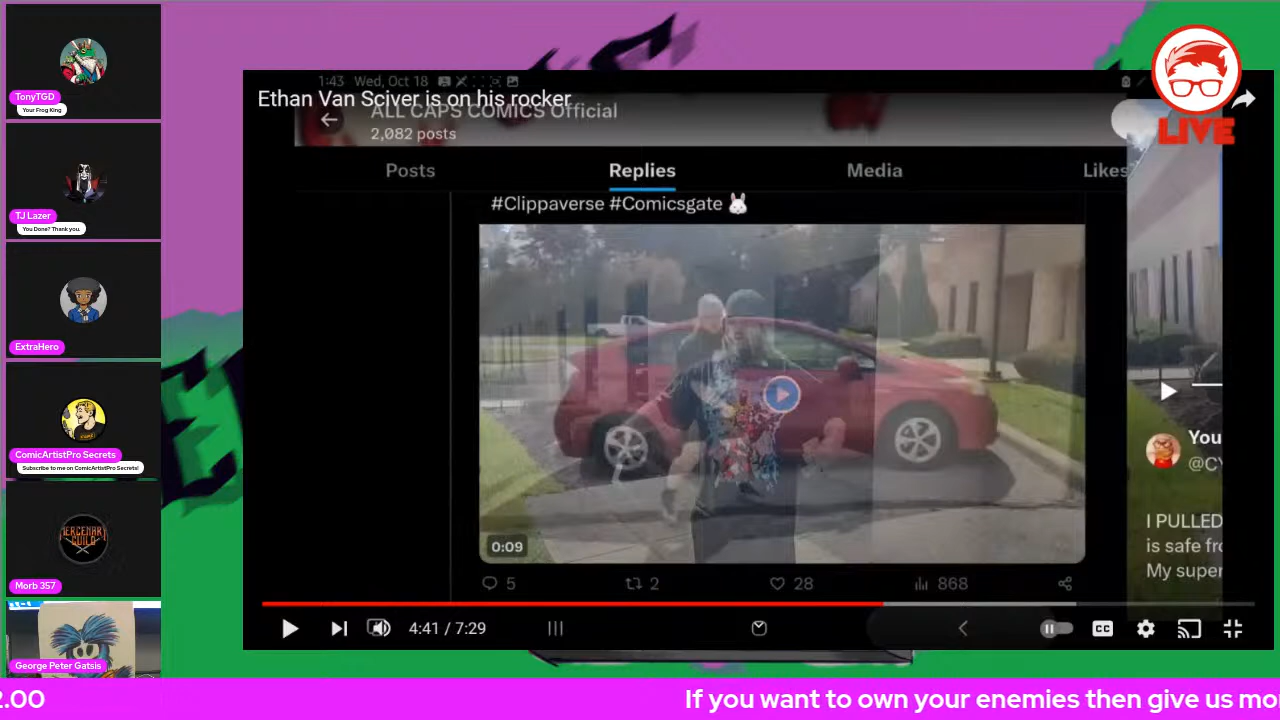 TonyTGD
Your Frog King
TJ Lazer
You Done? Thank you.
ExtraHero
ComicArtistPro Secrets
Subscribe to me on ComicArtistPro Secrets!
MERCENARY
GUILD
Morb 357
George Peter Gatsis
1:43 Wed, Oct 18
Ethan Van Sciver is on his rocker
ALL CAPS COMICS Official
2,082 posts
Posts
Replies
Media
Likes
#Clippaverse #Comicsgate
0:09
5
2
28
868
LIVE
You
@CY
I PULLED
is safe fr
My super
4:41 / 7:29
CC
2.00
If you want to own your enemies then give us mo